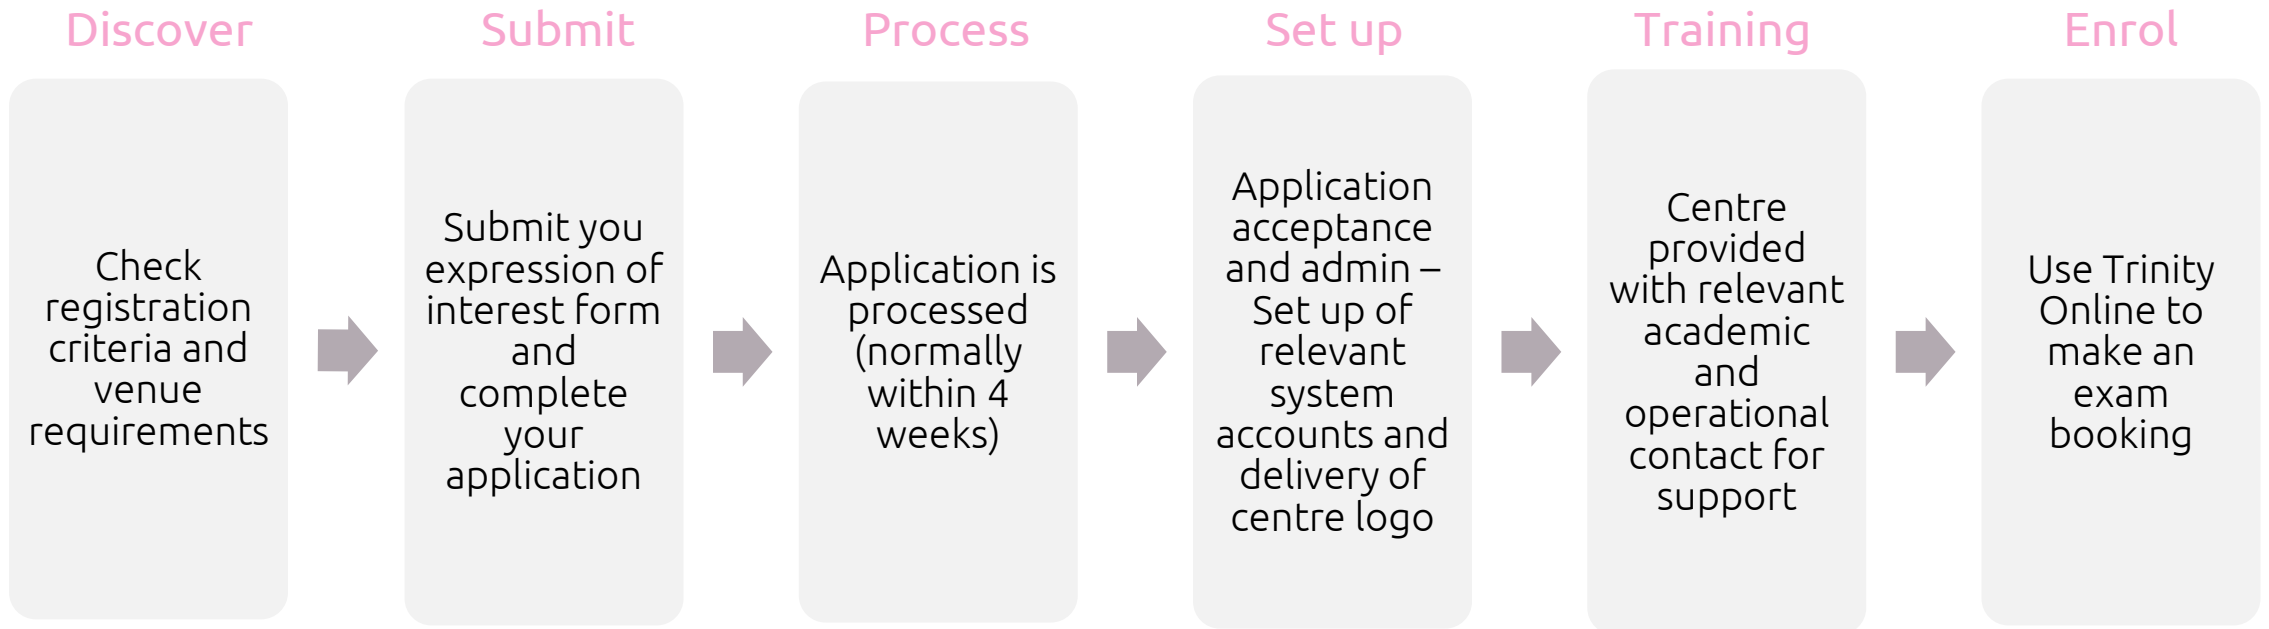 Discover
Check
registration
criteria and
venue
requirements
Submit
Submit you
expression of
interest form
and
complete
your
application
Process
Application is
processed
(normally
within 4
weeks)
Set up
Application
acceptance
and admin –
Set up of
relevant
system
accounts and
delivery of
centre logo
Training
Centre
provided
with relevant
academic
and
operational
contact for
support
Enrol
Use Trinity
Online to
make an
exam
booking